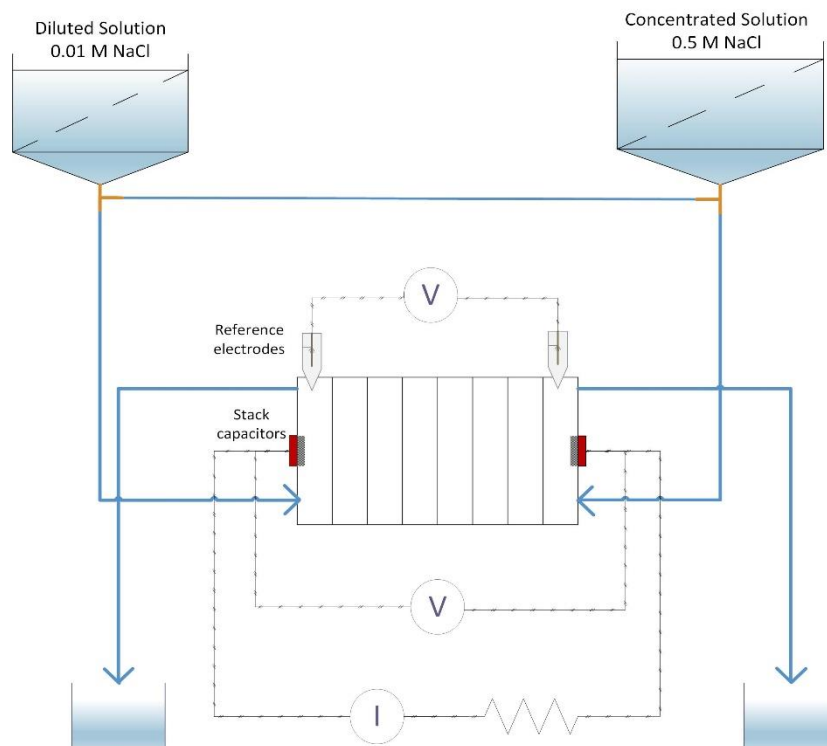 Diluted Solution
0.01 M NaCl
Concentrated Solution
0.5 M NaCl
V
Reference
electrodes
Stack
capacitors
V
I